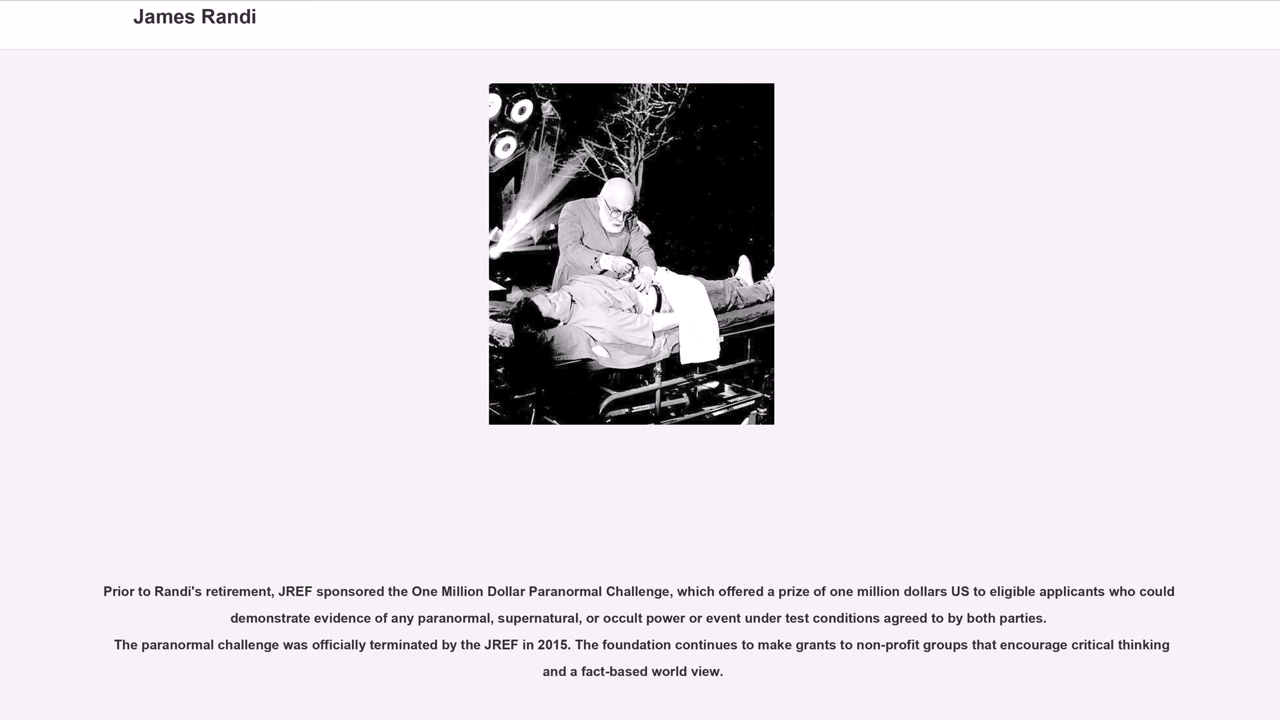 James Randi
Prior to Randi's retirement, JREF sponsored the One Million Dollar Paranormal Challenge, which offered a prize of one million dollars US to eligible applicants who could
demonstrate evidence of any paranormal, supernatural, or occult power or event under test conditions agreed to by both parties.
The paranormal challenge was officially terminated by the JREF in 2015. The foundation continues to make grants to non-profit groups that encourage critical thinking
and a fact-based world view.